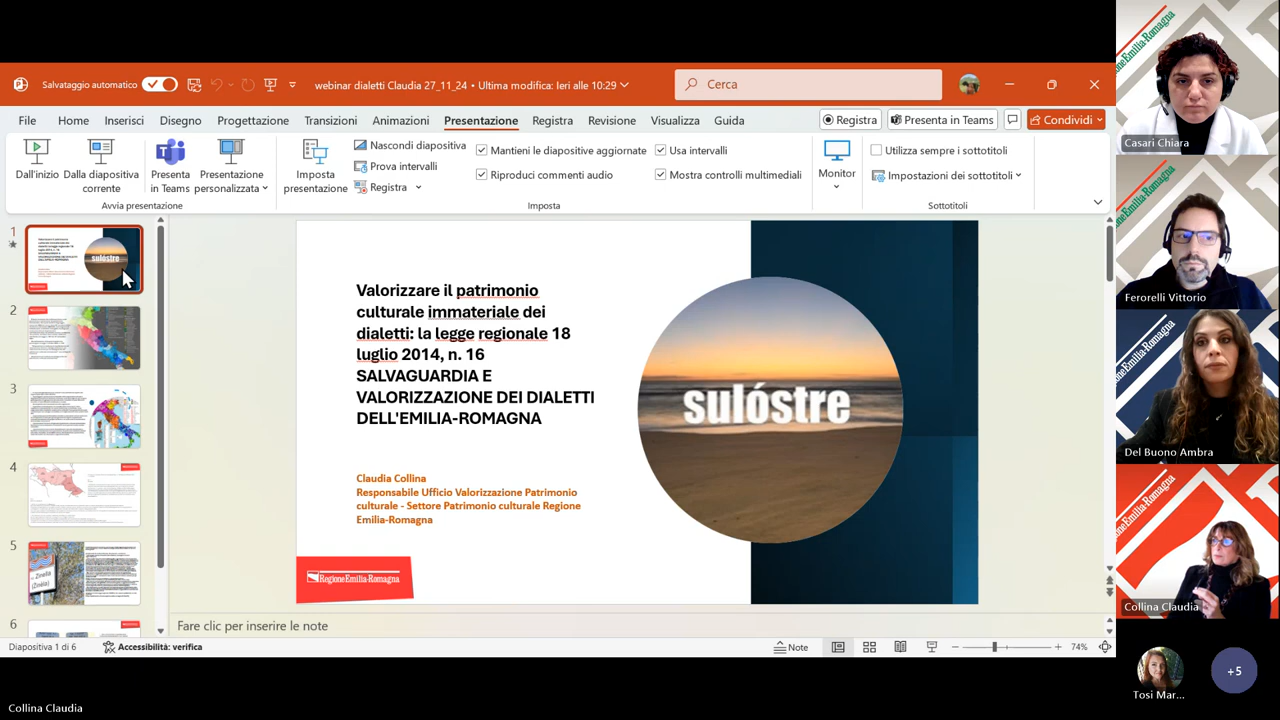 Salvataggio automatico
webinar dialetti Claudia 27_11_24 • Ultima modifica: Ieri alle 10:29
Cerca
File Home Inserisci Disegno Progettazione Transizioni Animazioni Presentazione Registra Revisione Visualizza Guida
Registra
Presenta in Teams
Condividi
Dall'inizio
Dalla diapositiva
corrente
Presenta
in Teams
Presentazione
personalizzata
Avvia presentazione
Imposta
presentazione
Nascondi diapositiva
Prova intervalli
Registra
Mantieni le diapositive aggiornate
Riproduci commenti audio
Usa intervalli
Mostra controlli multimediali
Imposta
Monitor
Utilizza sempre i sottotitoli
Impostazioni dei sottotitoli
Sottotitoli
1
2
3
4
5
6
sulóstre
Valorizzare il patrimonio
culturale immateriale dei
dialetti: la legge regionale 18
luglio 2014, n. 16
SALVAGUARDIA E
VALORIZZAZIONE DEI DIALETTI
DELL'EMILIA-ROMAGNA
Claudia Collina
Responsabile Ufficio Valorizzazione Patrimonio
culturale - Settore Patrimonio culturale Regione
Emilia-Romagna
RegioneEmilia-Romagna
sulóstre
Fare clic per inserire le note
Diapositiva 1 di 6
Accessibilità: verifica
Note
74%
Casari Chiara
Ferorelli Vittorio
Del Buono Ambra
Collina Claudia
Tosi Mar...
+5
Collina Claudia